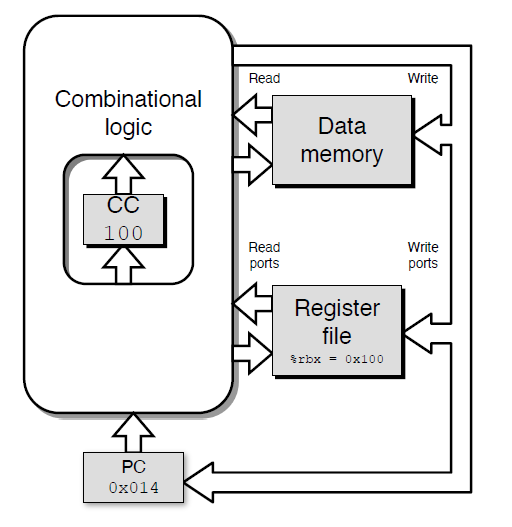 Combinational
logic
CC
100
Read
Write
Data
memory
Read
ports
Write
ports
Register
file
%rbx = 0x100
PC
0x014